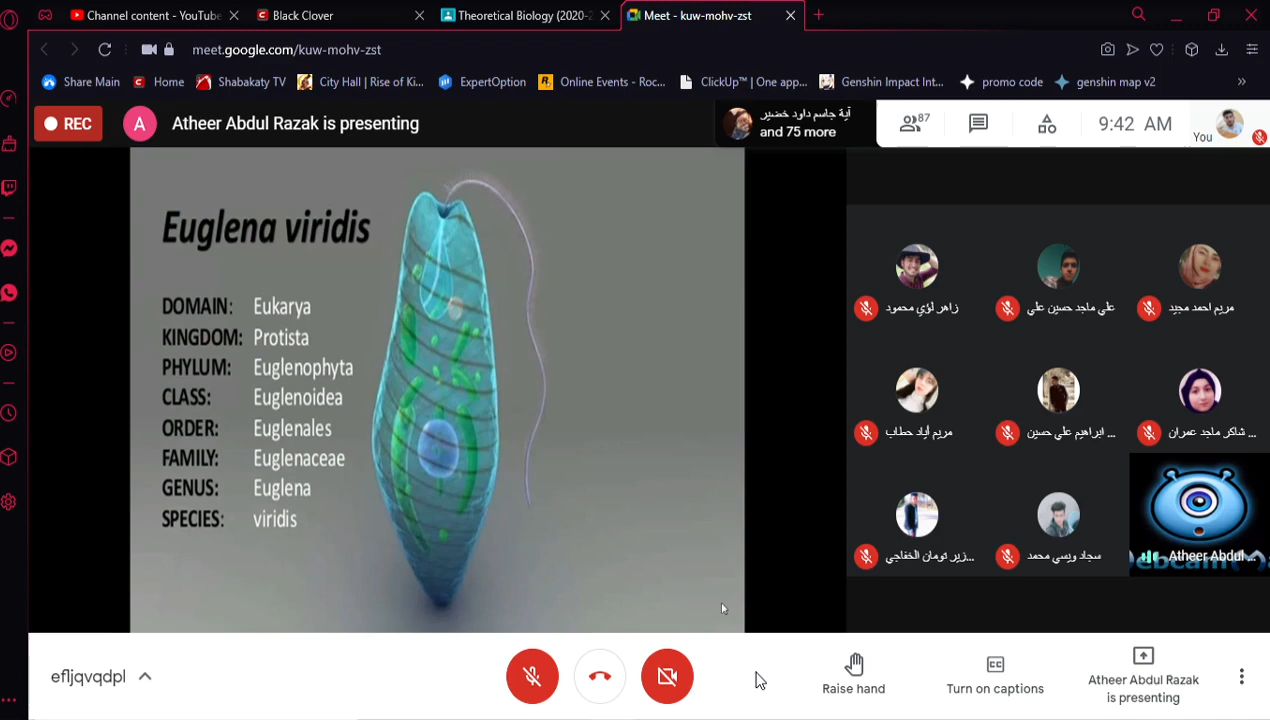 Channel content - YouTube
Black Clover
Theoretical Biology (2020-2
Meet - kuw-mohv-zst
meet.google.com/kuw-mohv-zst
Share Main
Home
Shabakaty TV
City Hall | Rise of Ki...
ExpertOption
Online Events - Roc...
ClickUp™ | One app...
Genshin Impact Int...
promo code
genshin map v2
REC
A
Atheer Abdul Razak is presenting
آية جاسم داود خضير
and 75 more
87
9:42 AM
You
Euglena viridis
DOMAIN: Eukarya
KINGDOM: Protista
PHYLUM: Euglenophyta
CLASS: Euglenoidea
ORDER: Euglenales
FAMILY: Euglenaceae
GENUS: Euglena
SPECIES: viridis
زاهر لؤي محمود
علي ماجد حسين علي
مريم احمد مجيد
مريم أياد حطاب
ابراهيم علي حسين ...
شاكر ماجد عمران ...
زير تومان الخفاجي...
سجاد ويسي محمد
Atheer Abdul ...
efljqvqdpl
Raise hand
Turn on captions
Atheer Abdul Razak
is presenting